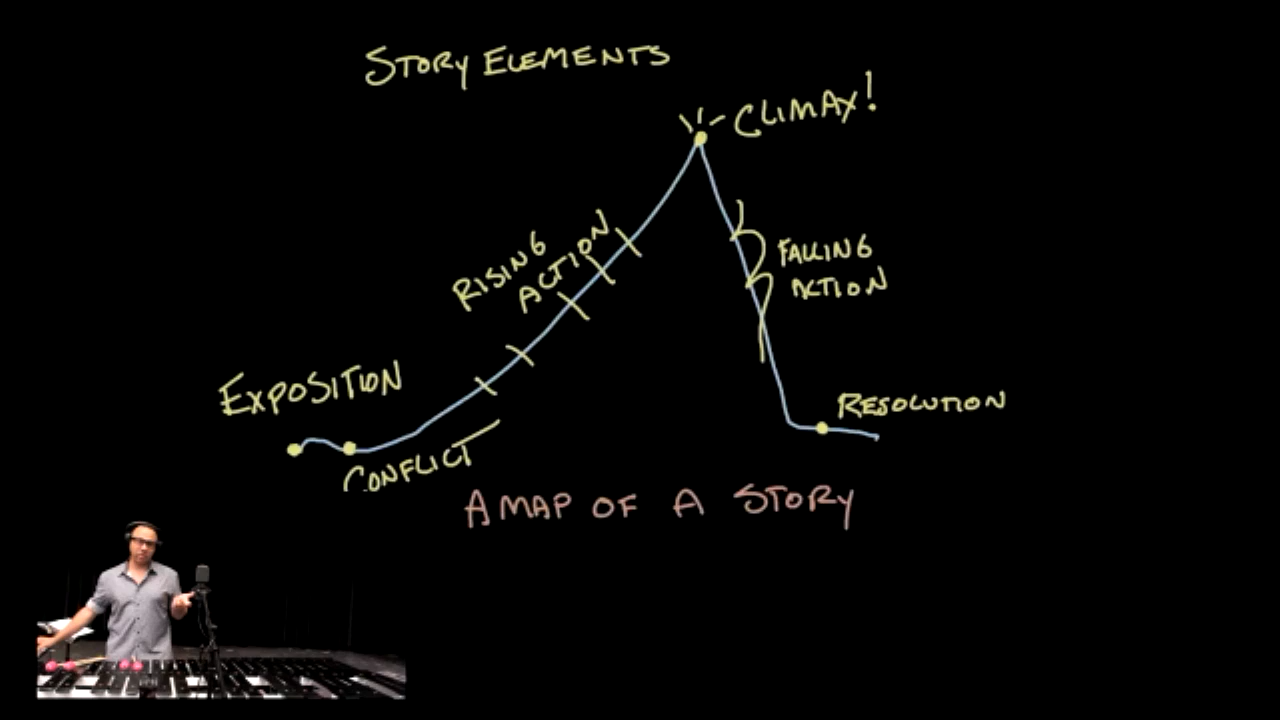 STORY ELEMENTS
CLIMAX!
RISING
ACTION
FALLING
ACTION
EXPOSITION
RESOLUTION
CONFLICT
A MAP OF A STORY